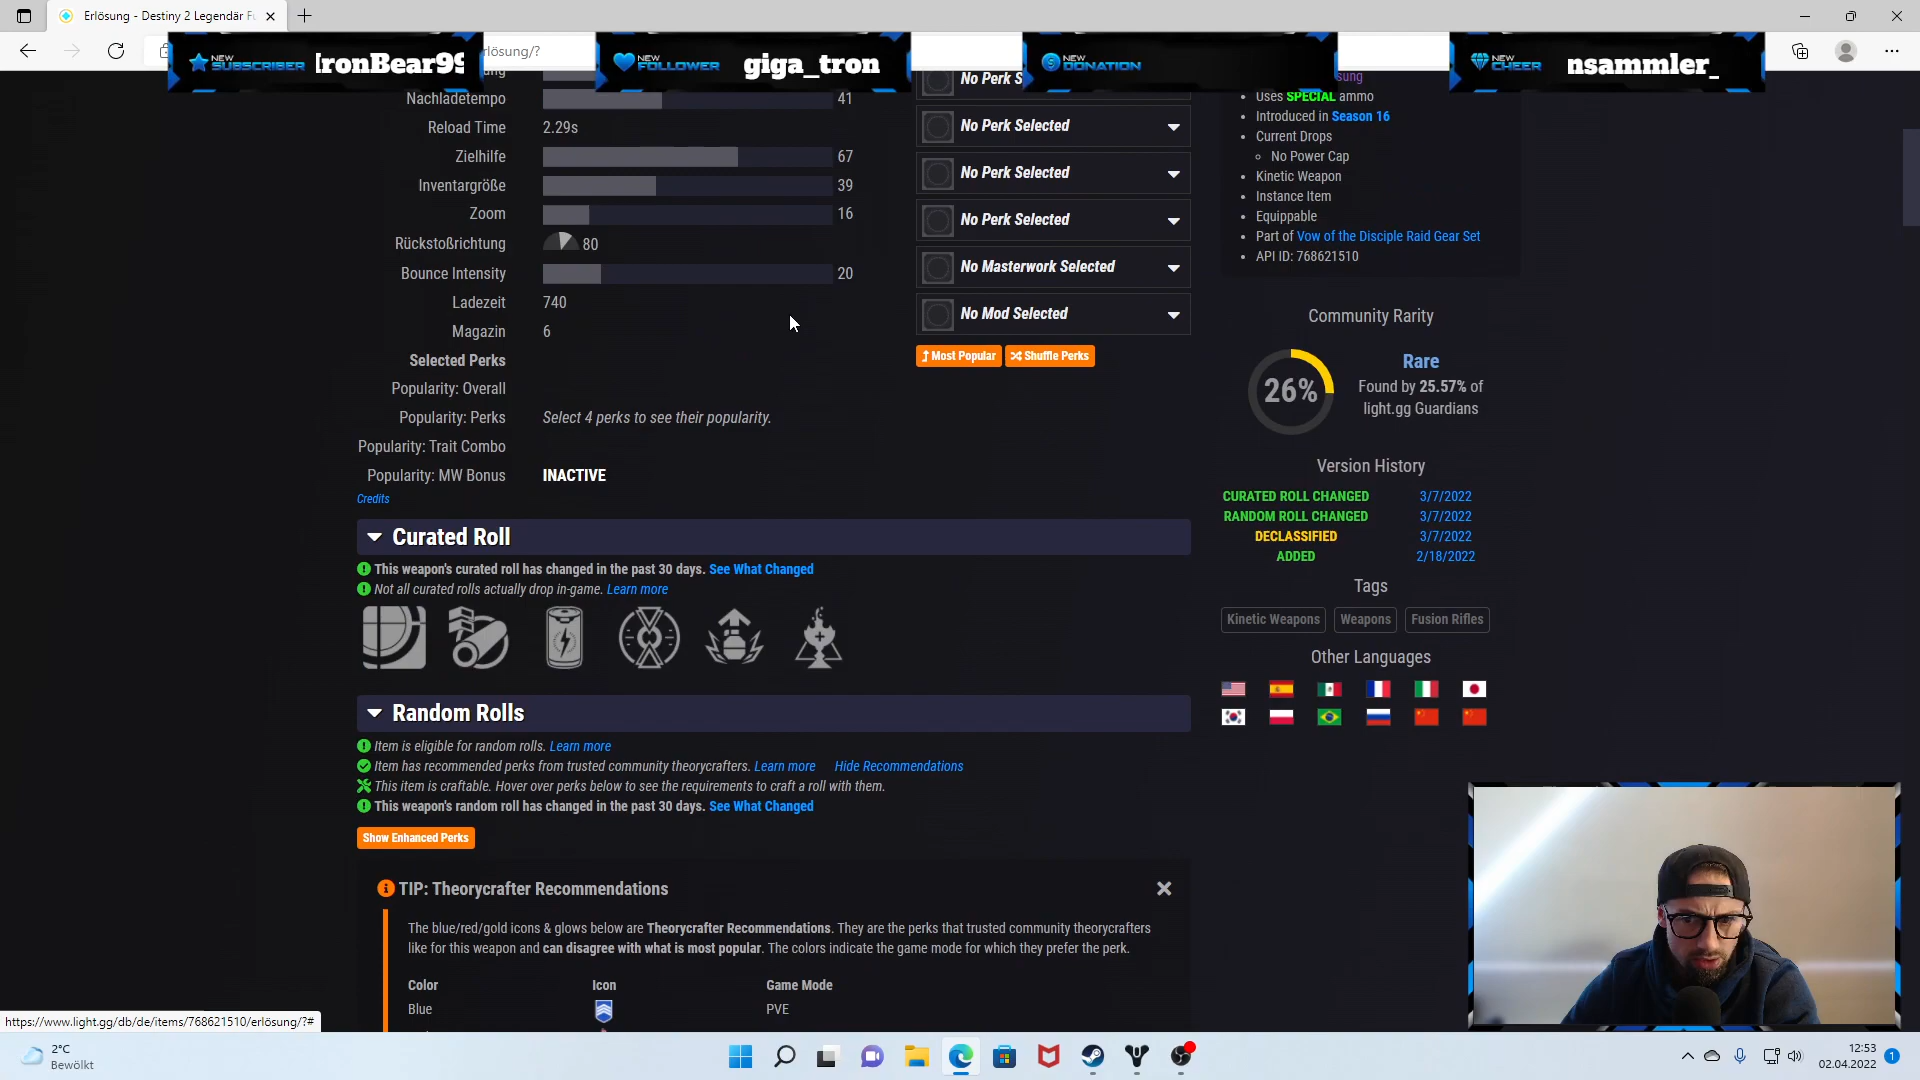 Erlösung - Destiny 2 Legendär Fu
rlösung/?
NEW SUBSCRIBER IronBear99
NEW FOLLOWER giga_tron
NEW DONATION
NEW CHEER nsammler_
Nachladetempo 41
Reload Time 2.29s
Zielhilfe 67
Inventargröße 39
Zoom 16
Rückstoßrichtung 80
Bounce Intensity 20
Ladezeit 740
Magazin 6
Selected Perks
Popularity: Overall
Popularity: Perks Select 4 perks to see their popularity.
Popularity: Trait Combo
Popularity: MW Bonus INACTIVE
Credits
No Perk S
No Perk Selected
No Perk Selected
No Perk Selected
No Masterwork Selected
No Mod Selected
Most Popular Shuffle Perks
sung
Uses SPECIAL ammo
Introduced in Season 16
Current Drops
No Power Cap
Kinetic Weapon
Instance Item
Equippable
Part of Vow of the Disciple Raid Gear Set
API ID: 768621510
Community Rarity
26%
Rare
Found by 25.57% of
light.gg Guardians
Version History
CURATED ROLL CHANGED 3/7/2022
RANDOM ROLL CHANGED 3/7/2022
DECLASSIFIED 3/7/2022
ADDED 2/18/2022
Tags
Kinetic Weapons Weapons Fusion Rifles
Other Languages
Curated Roll
This weapon's curated roll has changed in the past 30 days. See What Changed
Not all curated rolls actually drop in-game. Learn more
Random Rolls
Item is eligible for random rolls. Learn more
Item has recommended perks from trusted community theorycrafters. Learn more Hide Recommendations
This item is craftable. Hover over perks below to see the requirements to craft a roll with them.
This weapon's random roll has changed in the past 30 days. See What Changed
Show Enhanced Perks
TIP: Theorycrafter Recommendations
The blue/red/gold icons & glows below are Theorycrafter Recommendations. They are the perks that trusted community theorycrafters
like for this weapon and can disagree with what is most popular. The colors indicate the game mode for which they prefer the perk.
Color Icon Game Mode
Blue PVE
https://www.light.gg/db/de/items/768621510/erlösung/?#
2°C
Bewölkt
12:53
02.04.2022
1